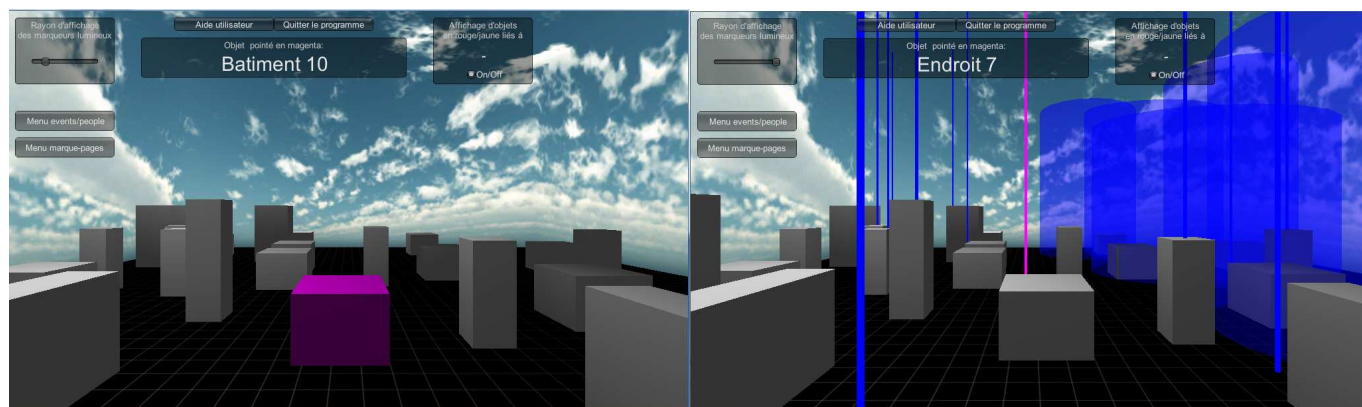 Rayon d'affichage
des marqueurs lumineux
Aide utilisateur
Quitter le programme
Objet pointé en magenta:
Batiment 10
Affichage d'objets
en rouge/jaune liés à
-
On/Off
Menu events/people
Menu marque-pages
Rayon d'affichage
des marqueurs lumineux
Aide utilisateur
Quitter le programme
Objet pointé en magenta:
Endroit 7
Affichage d'objets
en rouge/jaune liés à
-
On/Off
Menu events/people
Menu marque-pages